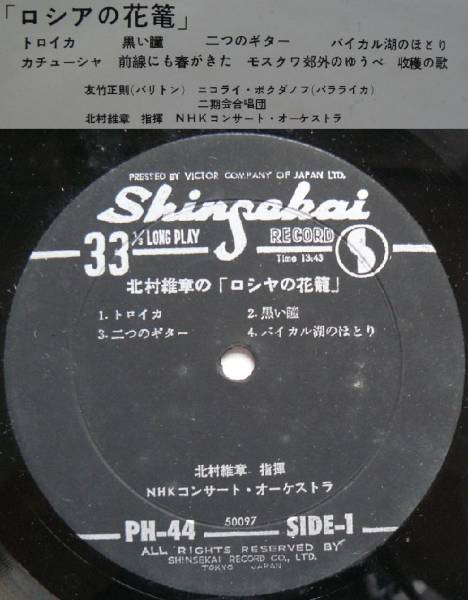 「ロシアの花篭」
トロイカ 黒い瞳 二つのギター バイカル湖のほとり
カチューシャ 前線にも春がきた モスクワ郊外のゆうべ 収穫の歌
友竹正則(バリトン) ニコライ・ボクダノフ(バラライカ)
二期会合唱団
北村維章 指揮 NHKコンサート・オーケストラ
PRESSED BY VICTOR COMPANY OF JAPAN LTD.
Shinsekai
33 1/3 LONG PLAY RECORD
Time 13:43
北村維章の「ロシヤの花籠」
1. トロイカ 2. 黒い瞳
3. 二つのギター 4. バイカル湖のほとり
北村維章 指揮
NHKコンサート・オーケストラ
PH-44 50097 SIDE-1
ALL RIGHTS RESERVED BY
SHINSEKAI RECORD CO., LTD.
TOKYO JAPAN